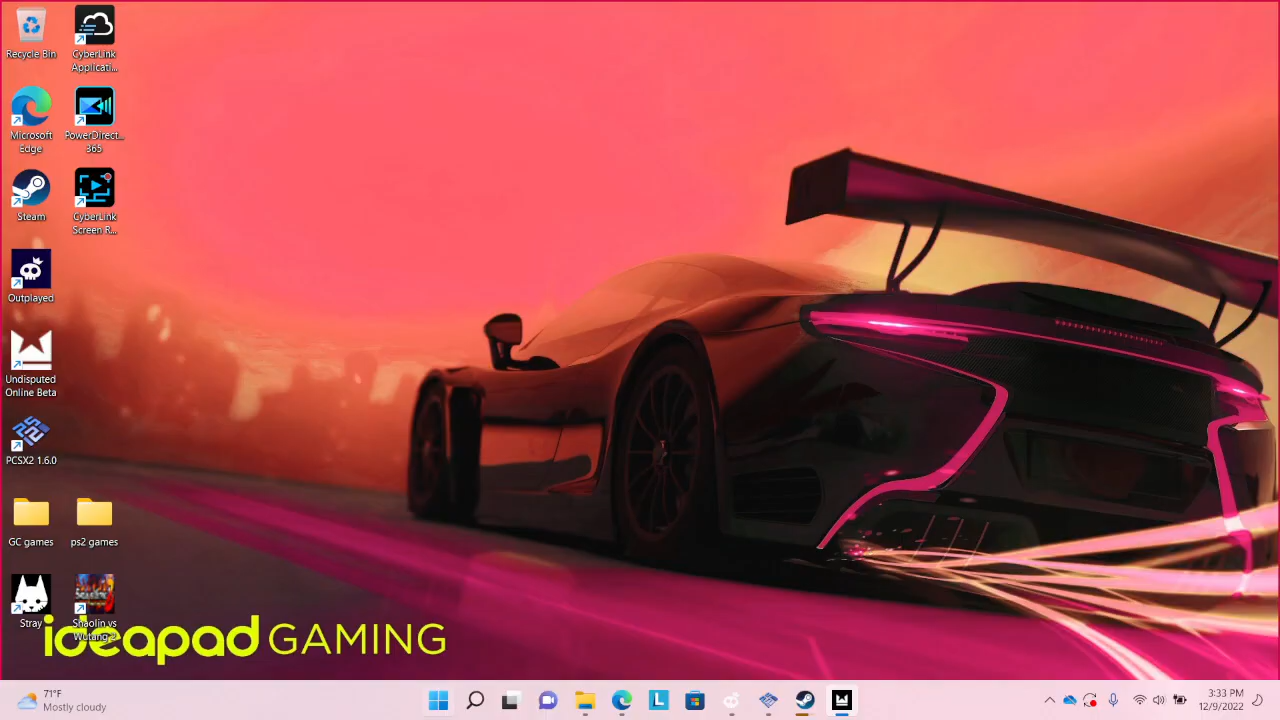 Recycle Bin
CyberLink
Applicati...
Microsoft
Edge
PowerDirect...
365
Steam
CyberLink
Screen R...
Outplayed
Undisputed
Online Beta
PCSX2 1.6.0
GC games
ps2 games
Stray
Shaolin vs
Wutang 2
ideapad GAMING
71°F
Mostly cloudy
L
3:33 PM
12/9/2022